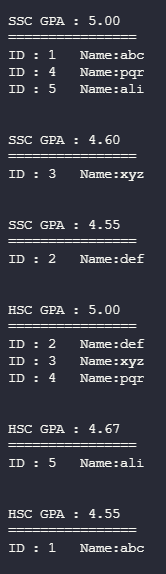 SSC GPA : 5.00
================
ID : 1   Name:abc
ID : 4   Name:pqr
ID : 5   Name:ali
SSC GPA : 4.60
================
ID : 3   Name:xyz
SSC GPA : 4.55
================
ID : 2   Name:def
HSC GPA : 5.00
================
ID : 2   Name:def
ID : 3   Name:xyz
ID : 4   Name:pqr
HSC GPA : 4.67
================
ID : 5   Name:ali
HSC GPA : 4.55
================
ID : 1   Name:abc